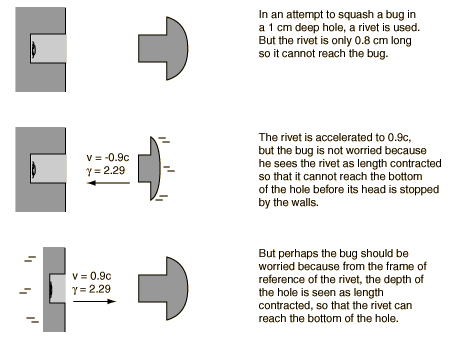 In an attempt to squash a bug in
a 1 cm deep hole, a rivet is used.
But the rivet is only 0.8 cm long
so it cannot reach the bug.
v = -0.9c
γ = 2.29
The rivet is accelerated to 0.9c,
but the bug is not worried because
he sees the rivet as length contracted
so that it cannot reach the bottom
of the hole before its head is stopped
by the walls.
v = 0.9c
γ = 2.29
But perhaps the bug should be
worried because from the frame of
reference of the rivet, the depth of
the hole is seen as length
contracted, so that the rivet can
reach the bottom of the hole.